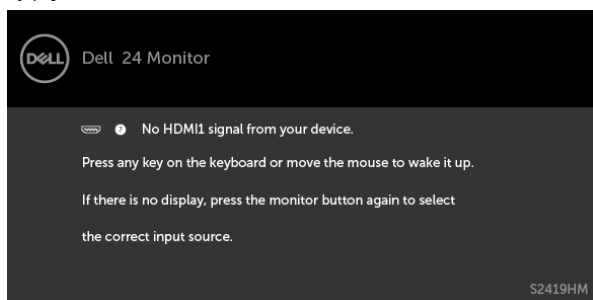 DELL
Dell 24 Monitor
No HDMI1 signal from your device.
Press any key on the keyboard or move the mouse to wake it up.
If there is no display, press the monitor button again to select
the correct input source.
S2419HM